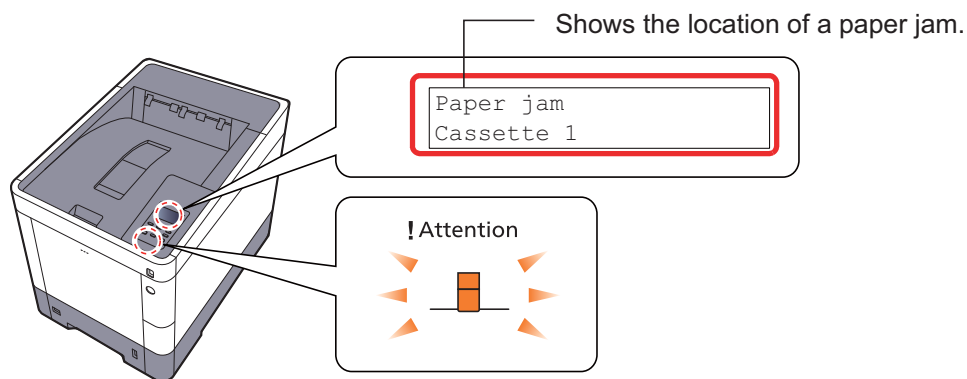 Shows the location of a paper jam.
Paper jam
Cassette 1
! Attention